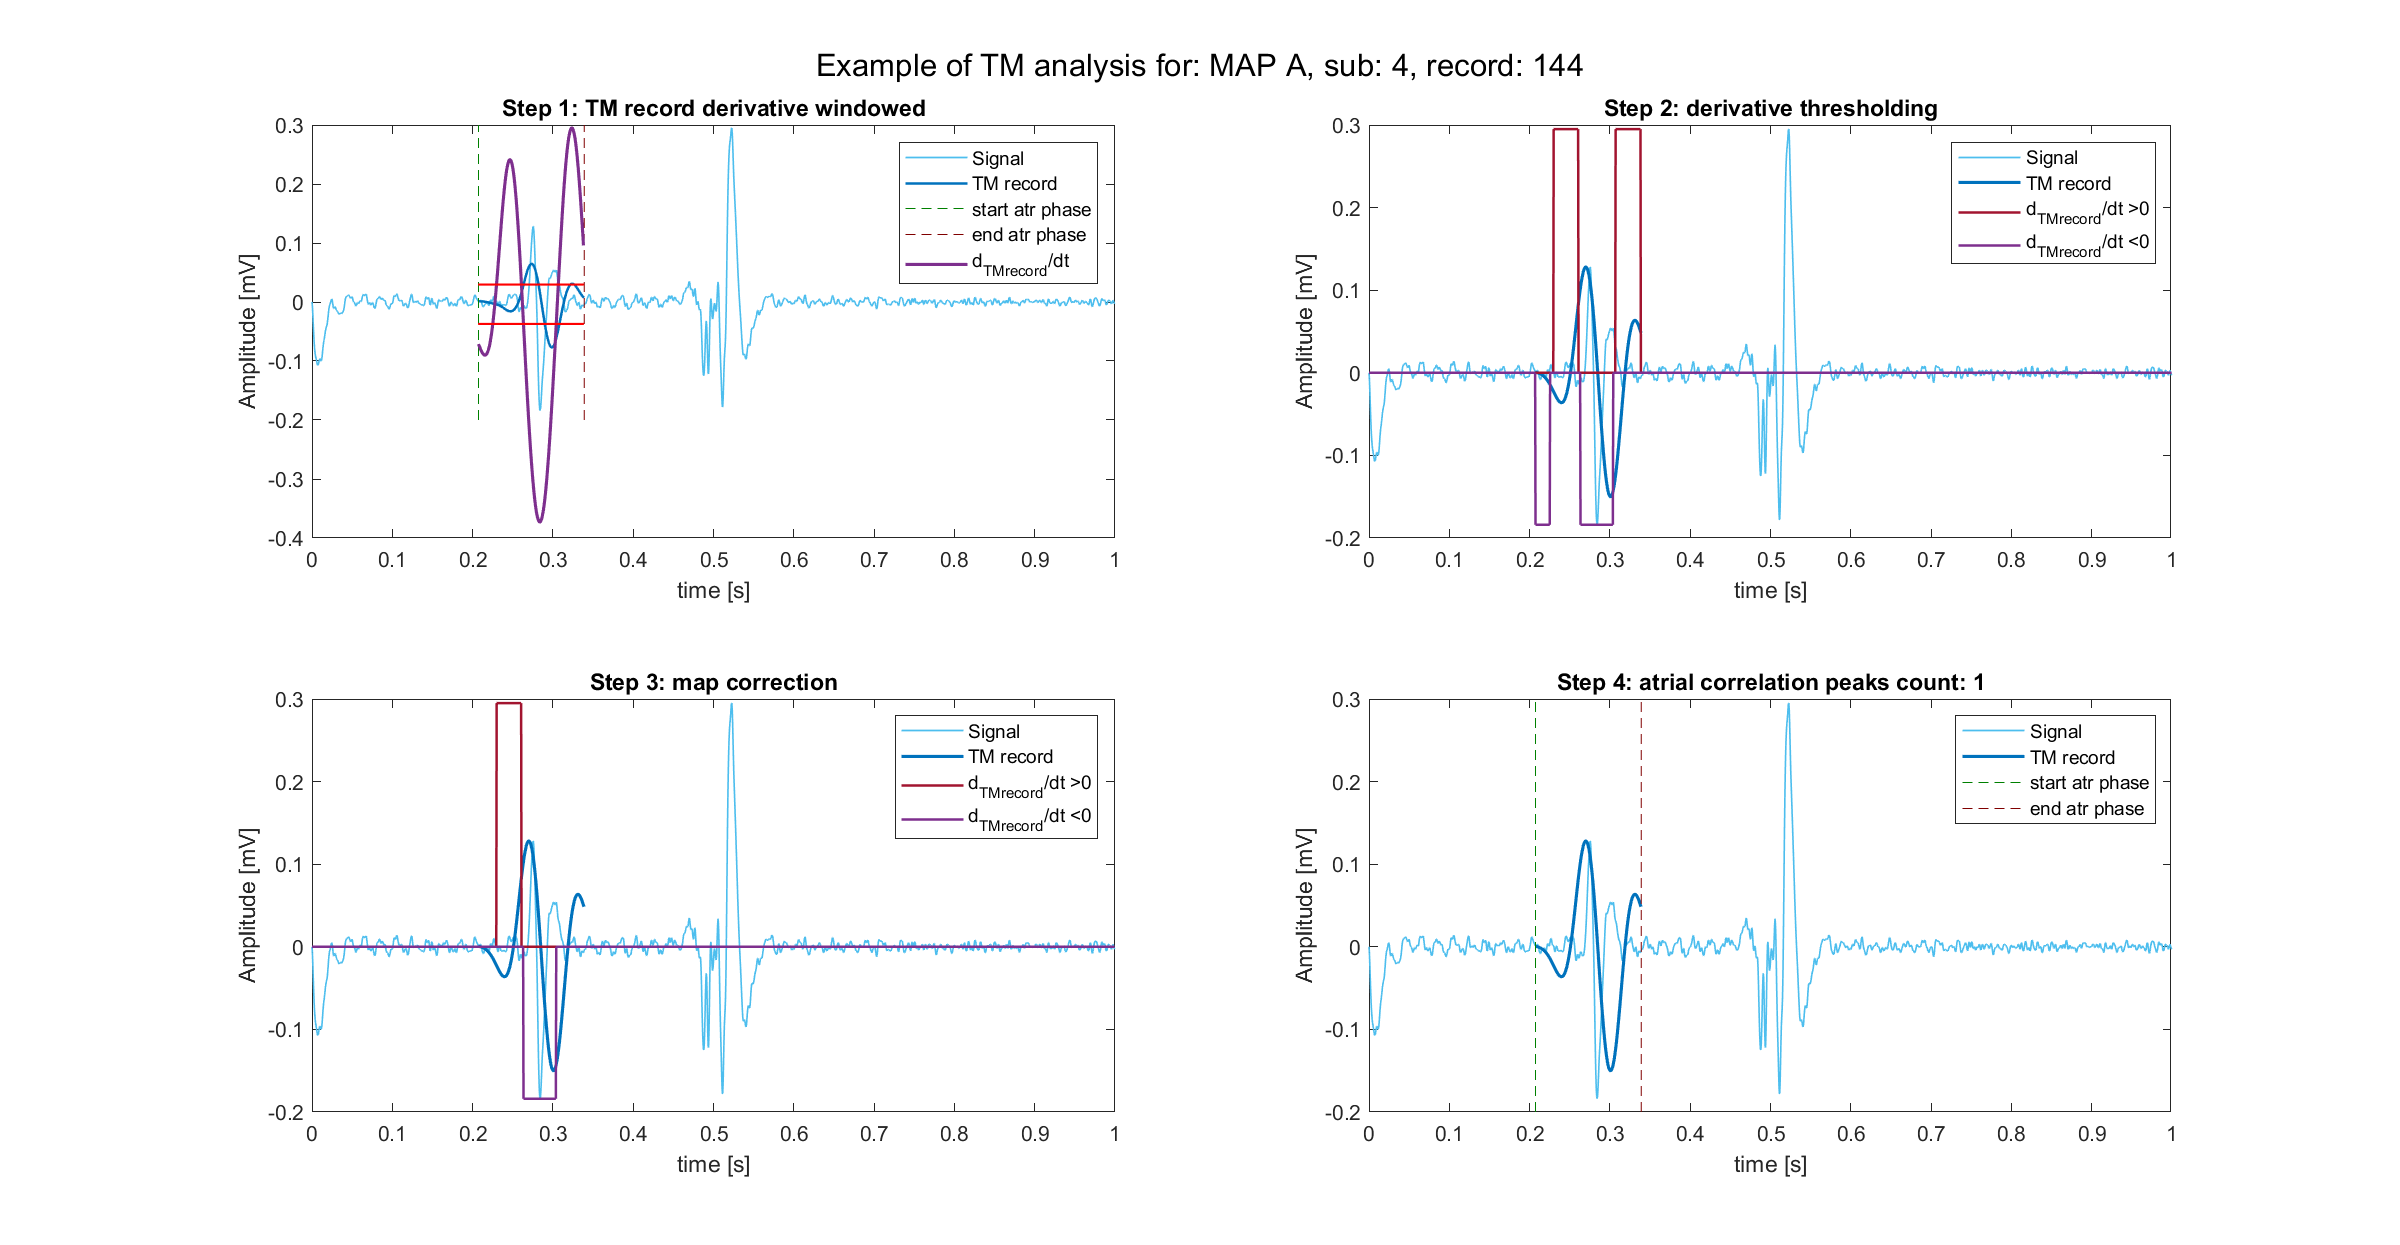 Example of TM analysis for: MAP A, sub: 4, record: 144
Step 1: TM record derivative windowed
0.3
0.2
0.1
0
-0.1
-0.2
-0.3
-0.4
Amplitude [mV]
0 0.1 0.2 0.3 0.4 0.5 0.6 0.7 0.8 0.9 1
time [s]
Signal
TM record
start atr phase
end atr phase
dTMrecord/dt
Step 2: derivative thresholding
0.3
0.2
0.1
0
-0.1
-0.2
Amplitude [mV]
0 0.1 0.2 0.3 0.4 0.5 0.6 0.7 0.8 0.9 1
time [s]
Signal
TM record
dTMrecord/dt >0
dTMrecord/dt <0
Step 3: map correction
0.3
0.2
0.1
0
-0.1
-0.2
Amplitude [mV]
0 0.1 0.2 0.3 0.4 0.5 0.6 0.7 0.8 0.9 1
time [s]
Signal
TM record
dTMrecord/dt >0
dTMrecord/dt <0
Step 4: atrial correlation peaks count: 1
0.3
0.2
0.1
0
-0.1
-0.2
Amplitude [mV]
0 0.1 0.2 0.3 0.4 0.5 0.6 0.7 0.8 0.9 1
time [s]
Signal
TM record
start atr phase
end atr phase